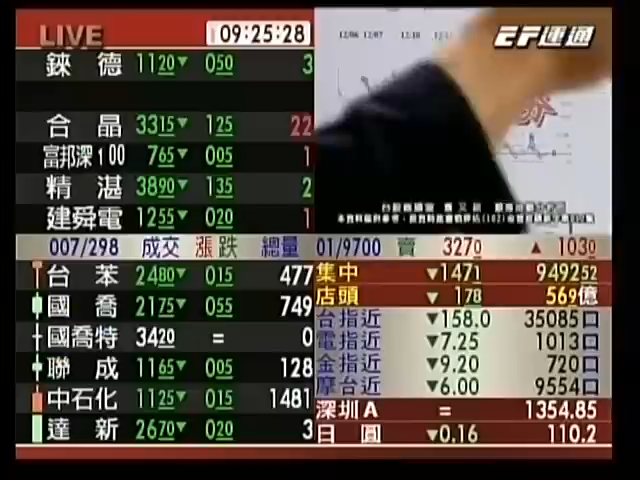 LIVE
09:25:28
EF運通
12/06 12/07
錸德 1120▼ 050 3
合晶 3315▼ 125 22
富邦深100 765▼ 005 1
精湛 3890▼ 135 2
建舜電 1255▼ 020 1
007/298 成交 漲跌 總量
01/9700 賣 3270 ▲ 1030
台苯 2480▼ 015 477
國喬 2175▼ 055 749
國喬特 3420 = 0
聯成 1165▼ 005 128
中石化 1125▼ 015 1481
達新 2670▼ 020 3
集中 ▼1471 949252
店頭 ▼ 178 569億
台指近 ▼158.0 35085口
電指近 ▼7.25 1013口
金指近 ▼9.20 720口
摩台近 ▼6.00 9554口
深圳A = 1354.85
日圓 ▼0.16 110.2